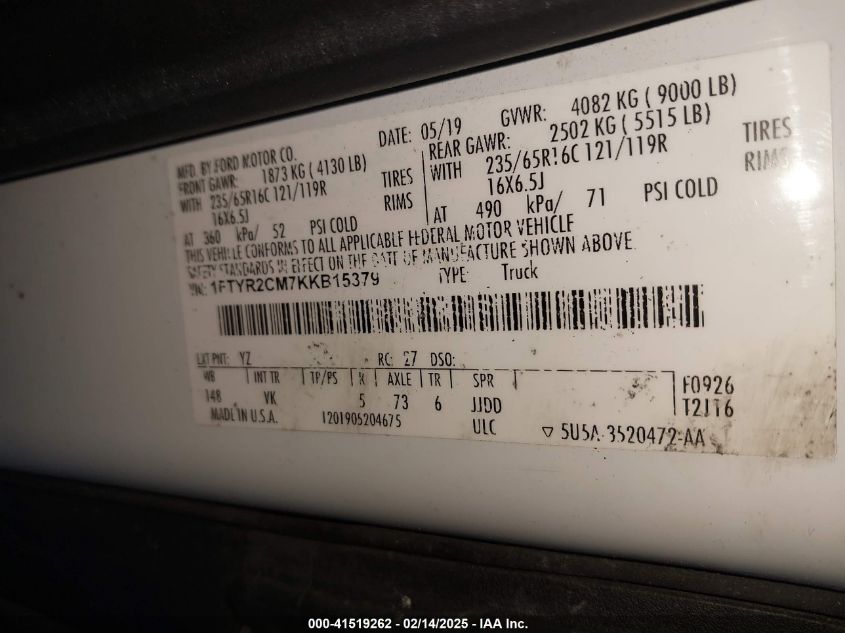 MFD. BY FORD MOTOR CO.
DATE: 05/19 GVWR: 4082 KG ( 9000 LB)
FRONT GAWR: 1873 KG ( 4130 LB)
REAR GAWR: 2502 KG ( 5515 LB)
WITH 235/65R16C 121/119R TIRES
WITH 235/65R16C 121/119R TIRES
16X6.5J RIMS
16X6.5J RIMS
AT 360 kPa/ 52 PSI COLD
AT 490 kPa/ 71 PSI COLD
THIS VEHICLE CONFORMS TO ALL APPLICABLE FEDERAL MOTOR VEHICLE
SAFETY STANDARDS IN EFFECT ON THE DATE OF MANUFACTURE SHOWN ABOVE.
VIN: 1FTYR2CM7KKB15379 TYPE: Truck
EXT PNT: YZ RC: 27 DSO:
WB INT TR TP/PS R AXLE TR SPR F0926
148 VK 5 73 6 JJDD T2116
MADE IN U.S.A. 1201905204675 ULC ▽ 5U5A-3520472-AA
000-41519262 - 02/14/2025 - IAA Inc.